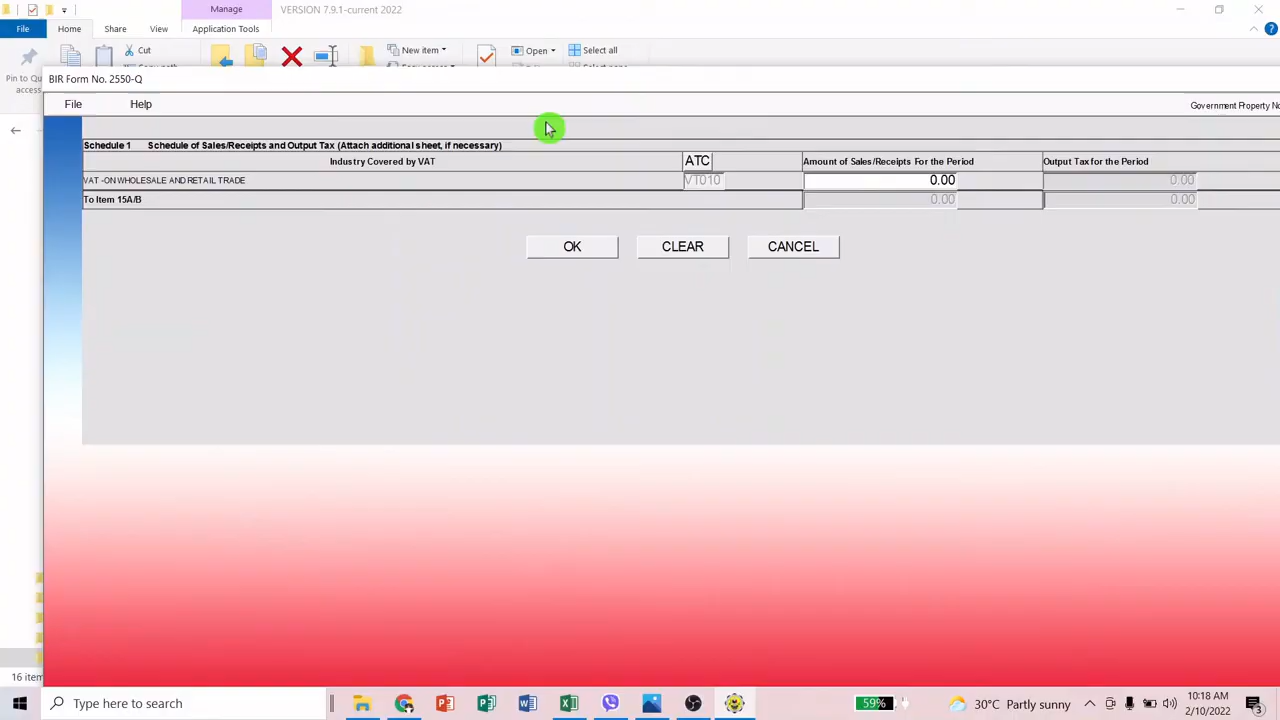 Manage
VERSION 7.9.1-current 2022
File
Home
Share
View
Application Tools
Cut
New item
Open
Select all
Pin to Qu
access
BIR Form No. 2550-Q
File
Help
Government Property No
Schedule 1 Schedule of Sales/Receipts and Output Tax (Attach additional sheet, if necessary)
Industry Covered by VAT
ATC
Amount of Sales/Receipts For the Period
Output Tax for the Period
VAT -ON WHOLESALE AND RETAIL TRADE
VT010
0.00
0.00
To Item 15A/B
0.00
0.00
OK
CLEAR
CANCEL
16 item
Type here to search
59%
30°C Partly sunny
10:18 AM
2/10/2022
3